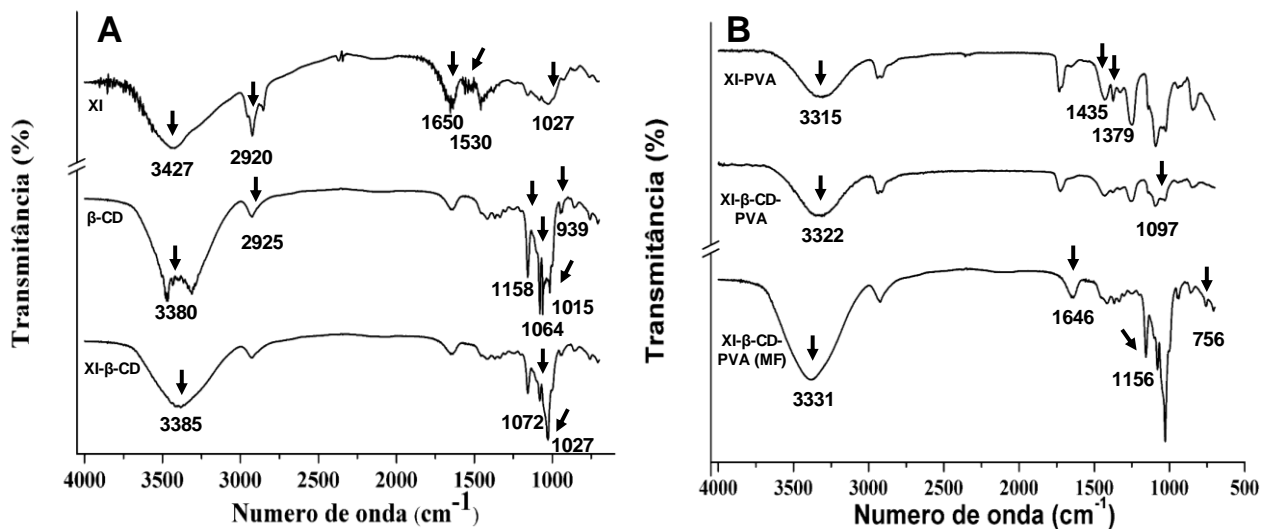 A
Transmitância (%)
XI
3427
2920
1650
1530
1027
β-CD
3380
2925
1158
1064
1015
939
XI-β-CD
3385
1072
1027
4000 3500 3000 2500 2000 1500 1000
Numero de onda (cm-1)
B
Transmitância (%)
XI-PVA
3315
1435
1379
XI-β-CD-
PVA
3322
1097
XI-β-CD-
PVA (MF)
3331
1646
1156
756
4000 3500 3000 2500 2000 1500 1000 500
Numero de onda (cm-1)